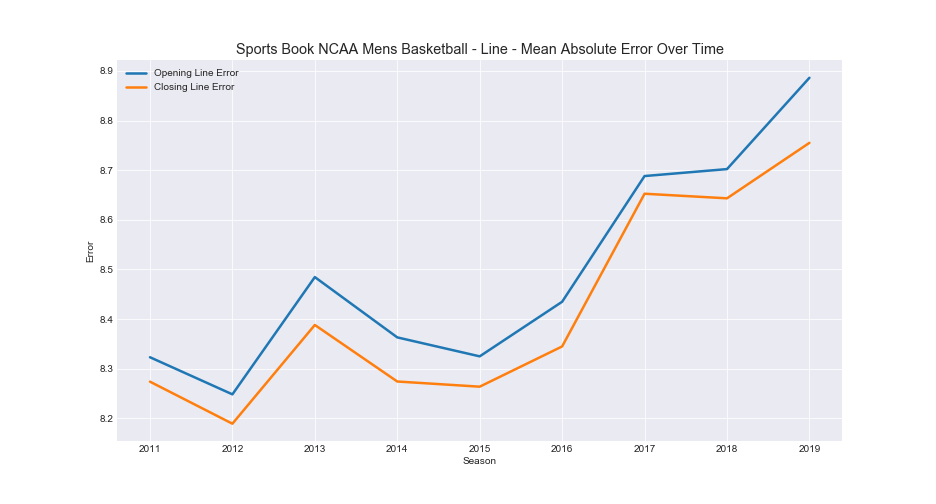 Sports Book NCAA Mens Basketball - Line - Mean Absolute Error Over Time
Opening Line Error
Closing Line Error
8.9
8.8
8.7
8.6
8.5
8.4
8.3
8.2
Error
2011 2012 2013 2014 2015 2016 2017 2018 2019
Season